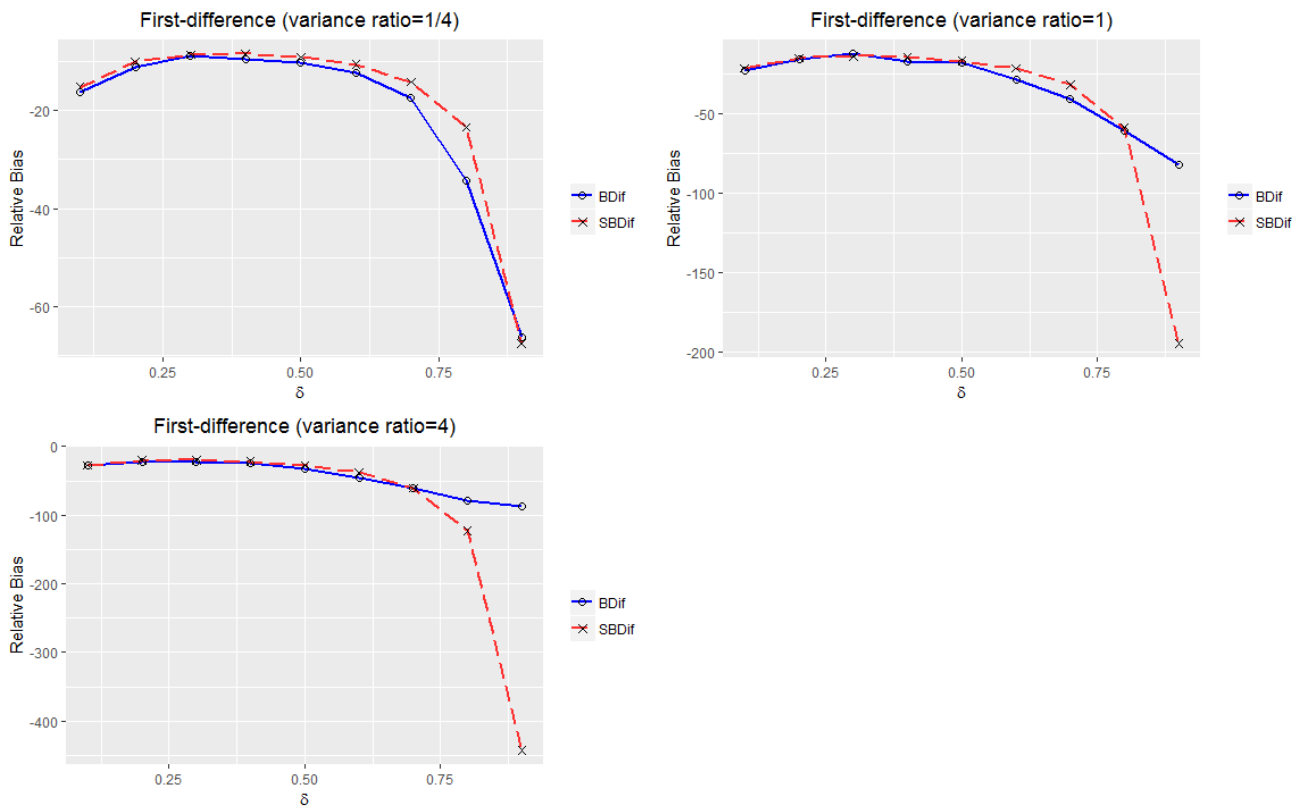 First-difference (variance ratio=1/4)
Relative Bias
-20
-40
-60
0.25
0.50
0.75
δ
BDif
SBDif
First-difference (variance ratio=1)
Relative Bias
-50
-100
-150
-200
0.25
0.50
0.75
δ
BDif
SBDif
First-difference (variance ratio=4)
Relative Bias
0
-100
-200
-300
-400
0.25
0.50
0.75
δ
BDif
SBDif